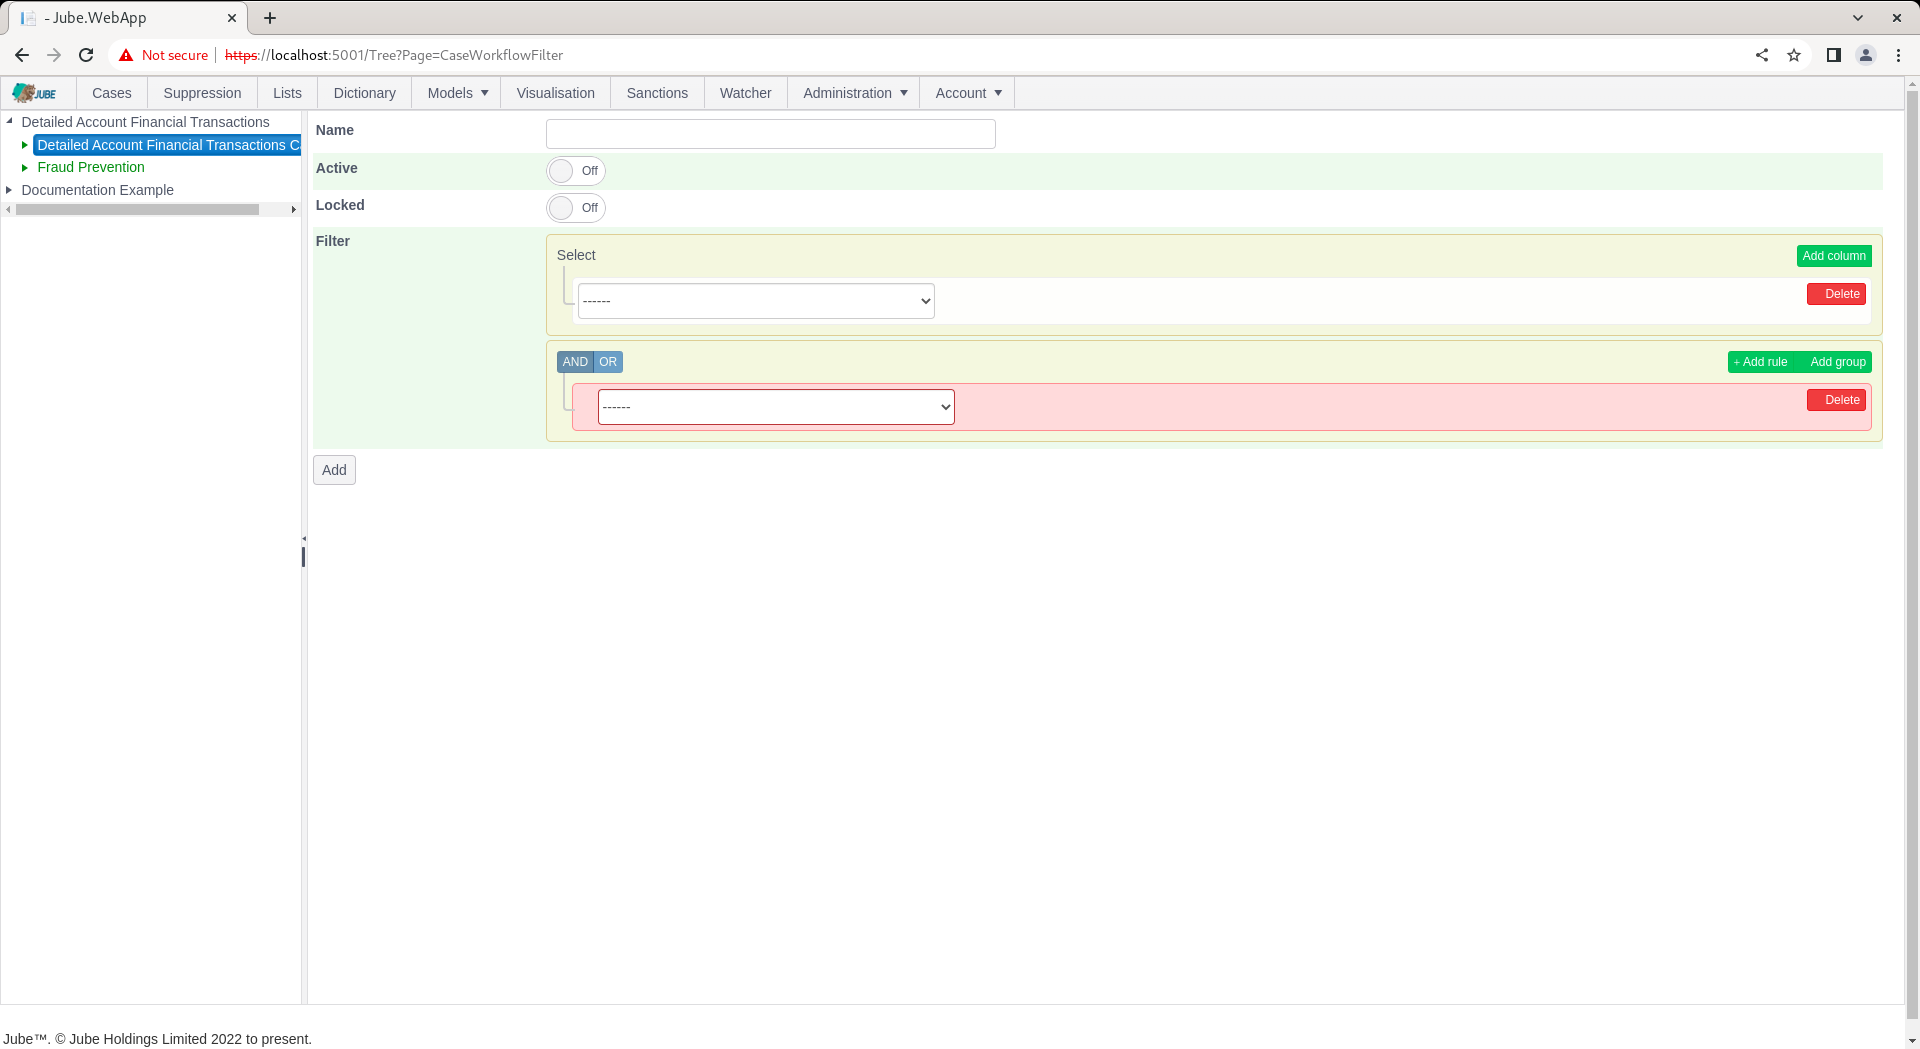 - Jube.WebApp
Not secure https://localhost:5001/Tree?Page=CaseWorkflowFilter
JUBE Cases Suppression Lists Dictionary Models Visualisation Sanctions Watcher Administration Account
Detailed Account Financial Transactions
Detailed Account Financial Transactions Ca
Fraud Prevention
Documentation Example
Name
Active Off
Locked Off
Filter
Select Add column
------ Delete
AND OR + Add rule Add group
------ Delete
Add
Jube™. © Jube Holdings Limited 2022 to present.